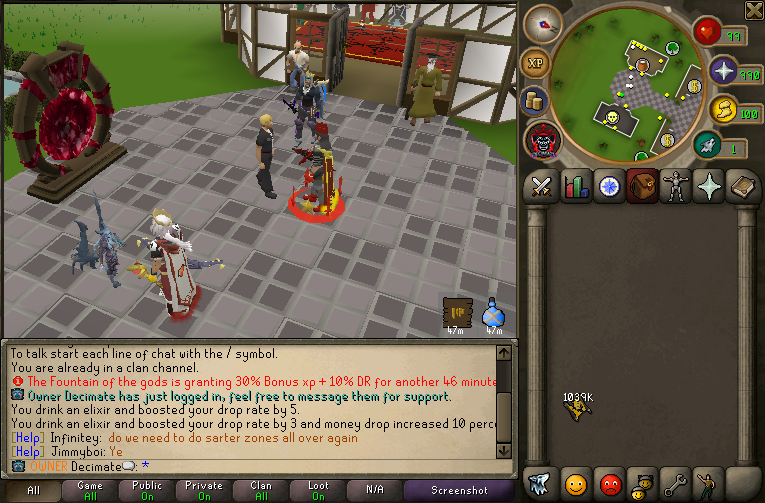 XP
99
990
100
1
47m
47m
To talk start each line of chat with the / symbol.
You are already in a clan channel.
The Fountain of the gods is granting 30% Bonus xp + 10% DR for another 46 minute
Owner Decimate has just logged in, feel free to message them for support.
You drink an elixir and boosted your drop rate by 5.
You drink an elixir and boosted your drop rate by 3 and money drop increased 10 perce
[Help] Infinitey: do we need to do sarter zones all over again
[Help] Jimmyboi: Ye
OWNER Decimate: *
1039K
All
Game
All
Public
On
Private
On
Clan
All
Loot
On
N/A
Screenshot